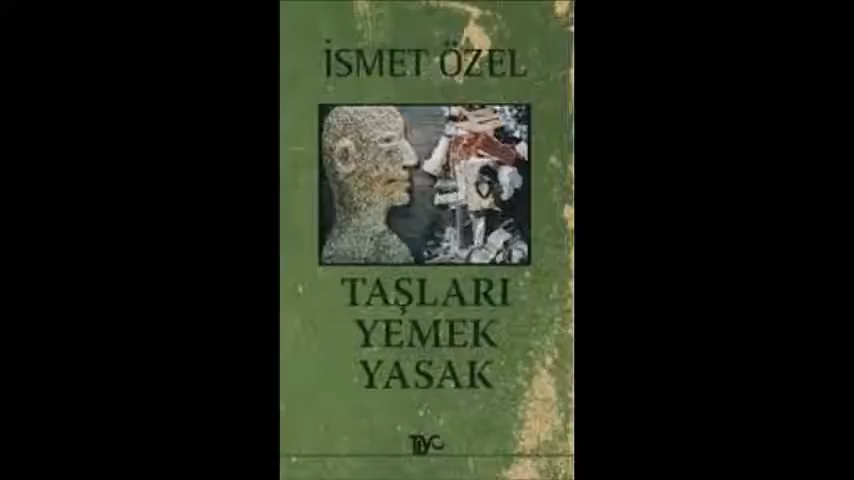 İSMET ÖZEL
TAŞLARI
YEMEK
YASAK
TİYO